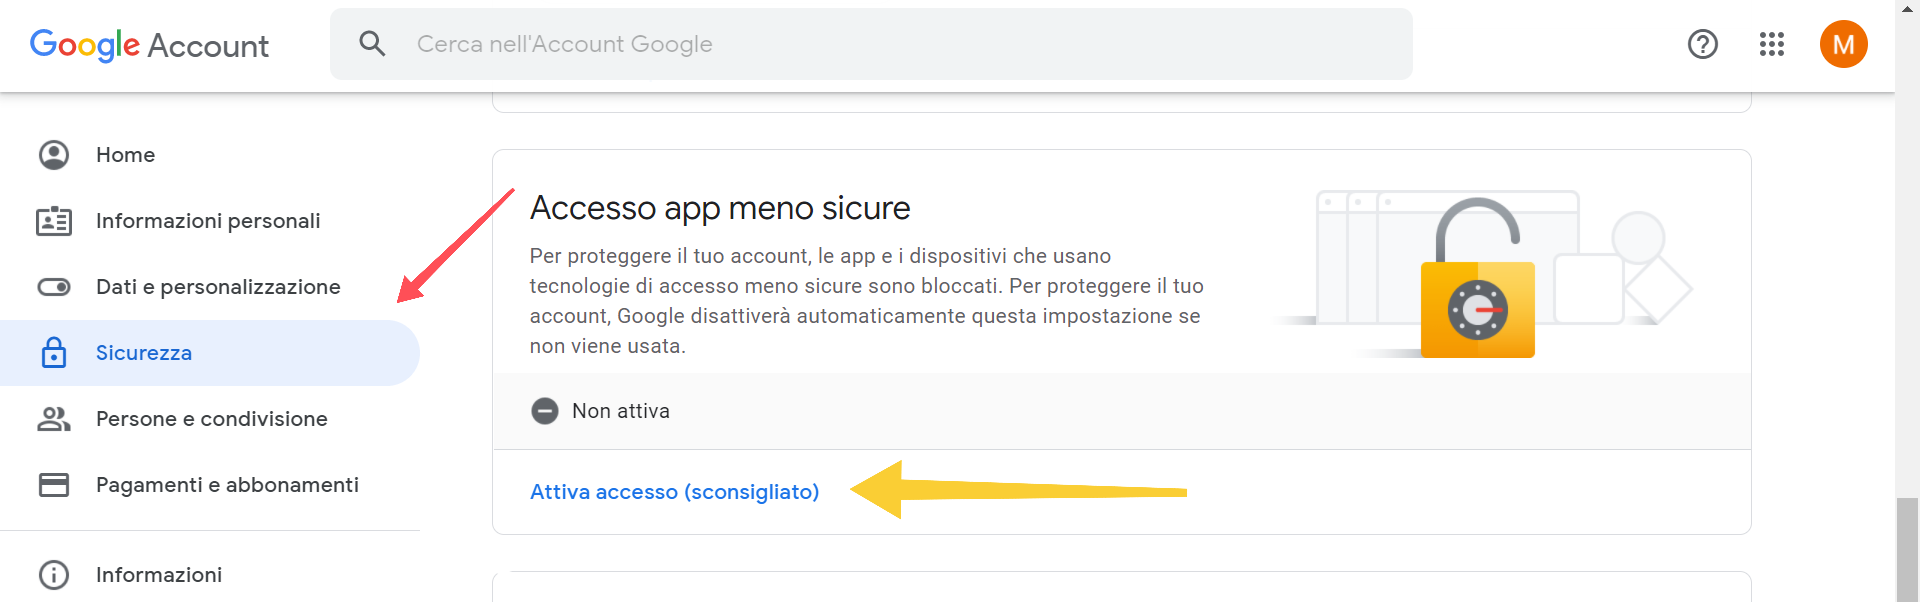 Google Account
Cerca nell'Account Google
M
Home
Informazioni personali
Dati e personalizzazione
Sicurezza
Persone e condivisione
Pagamenti e abbonamenti
Informazioni
Accesso app meno sicure
Per proteggere il tuo account, le app e i dispositivi che usano
tecnologie di accesso meno sicure sono bloccati. Per proteggere il tuo
account, Google disattiverà automaticamente questa impostazione se
non viene usata.
Non attiva
Attiva accesso (sconsigliato)